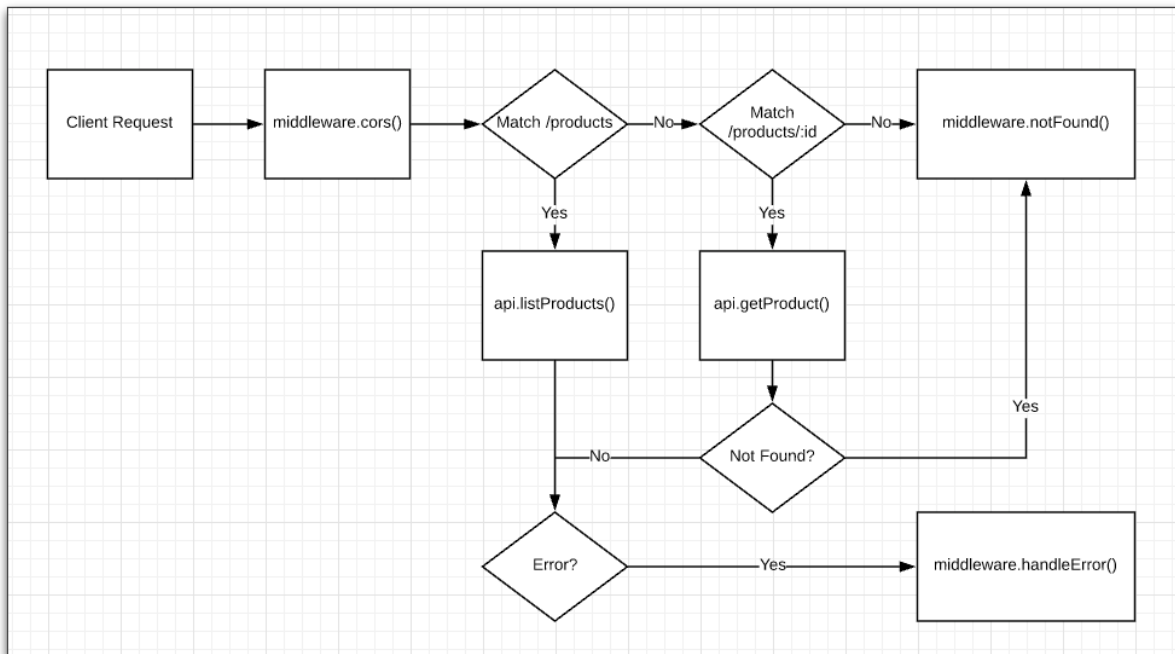 Client Request
middleware.cors()
Match /products
No
Match
/products/:id
No
middleware.notFound()
Yes
Yes
api.listProducts()
api.getProduct()
Yes
No
Not Found?
Error?
Yes
middleware.handleError()